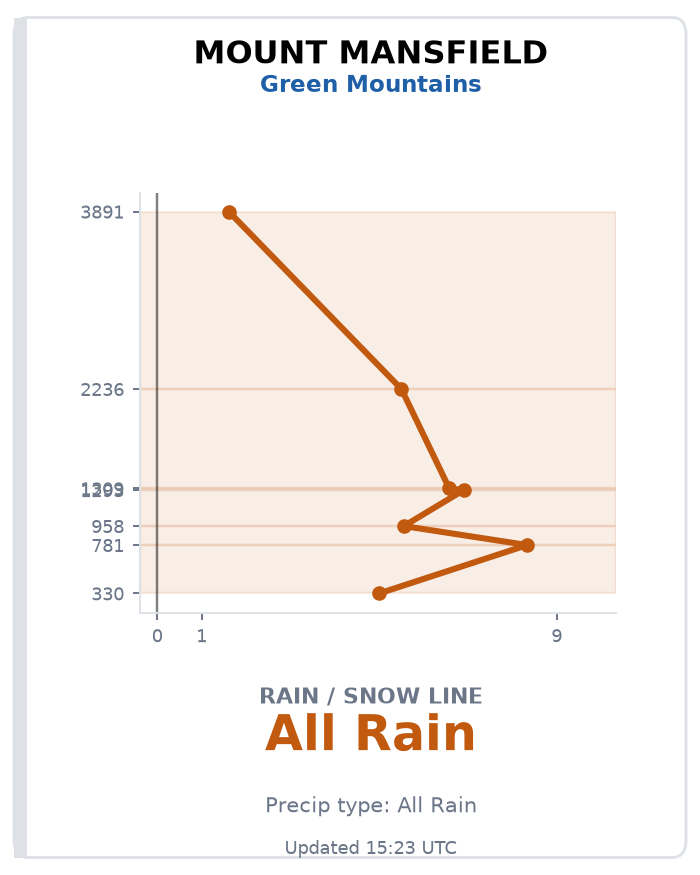 MOUNT MANSFIELD
Green Mountains
3891
2236
958
781
330
0 1 9
RAIN / SNOW LINE
All Rain
Precip type: All Rain
Updated 15:23 UTC